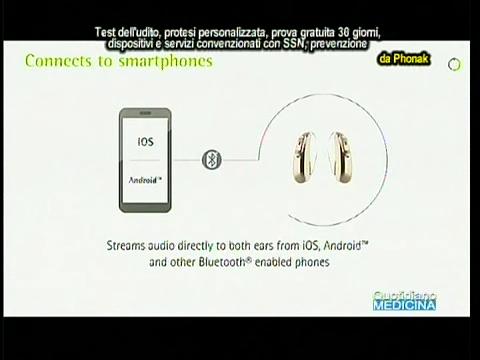 Test dell'udito, protesi personalizzata, prova gratuita 30 giorni,
dispositivi e servizi convenzionati con SSN, prevenzione
Connects to smartphones
da Phonak
iOS
Android™
Streams audio directly to both ears from iOS, Android™
and other Bluetooth® enabled phones
Quotidiano
MEDICINA